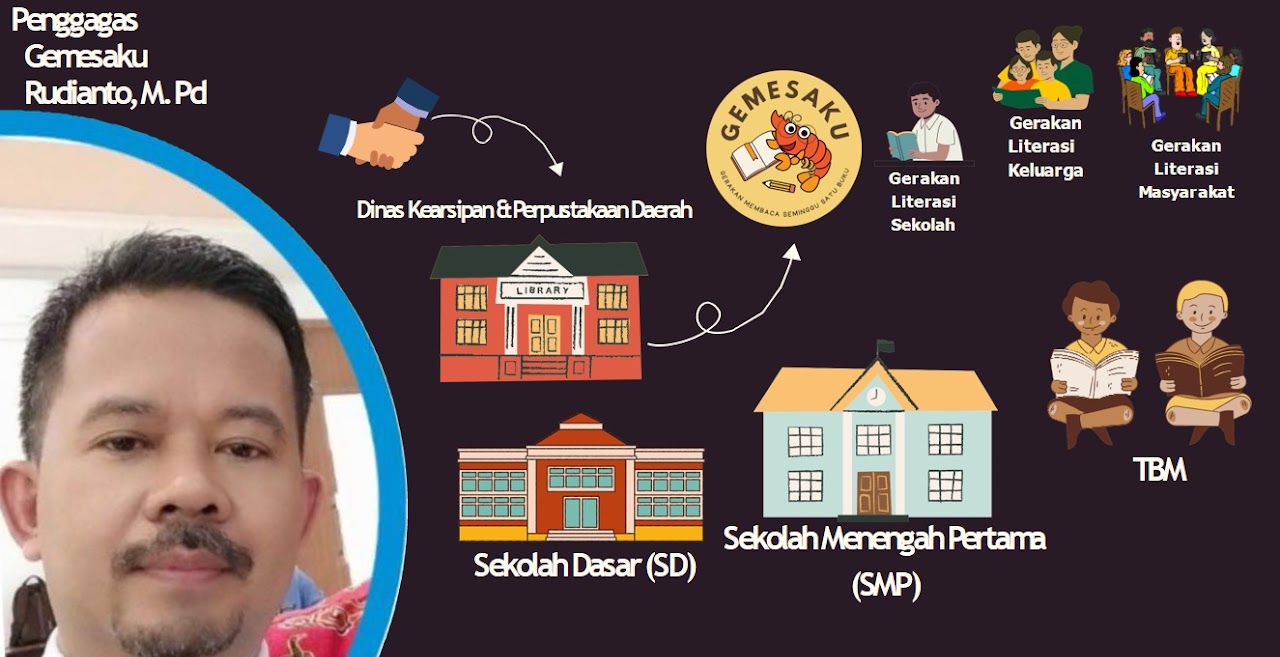 Penggagas
Gemesaku
Rudianto, M. Pd
Dinas Kearsipan & Perpustakaan Daerah
LIBRARY
GEMESAKU
GERAKAN MEMBACA SEMINGGU SATU BUKU
Gerakan
Literasi
Sekolah
Gerakan
Literasi
Keluarga
Gerakan
Literasi
Masyarakat
Sekolah Dasar (SD)
Sekolah Menengah Pertama
(SMP)
TBM